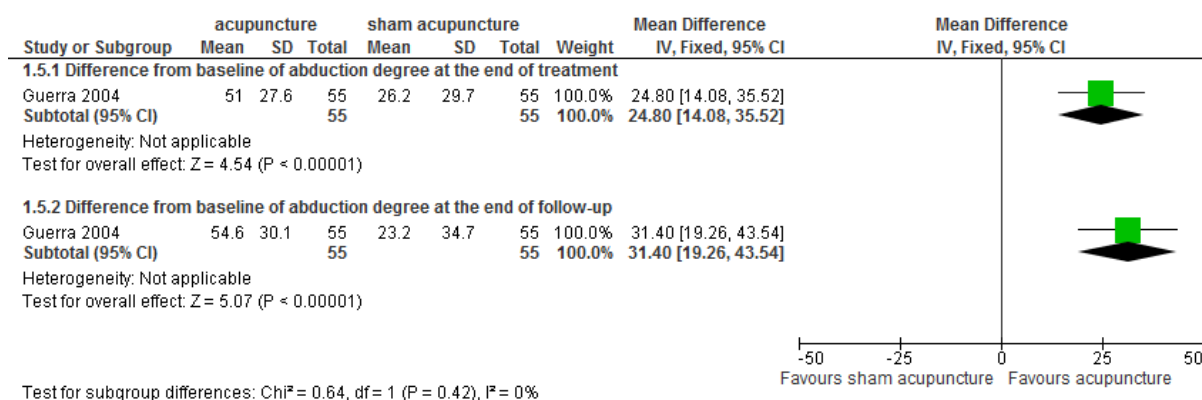 acupuncture sham acupuncture Mean Difference Mean Difference
Study or Subgroup Mean SD Total Mean SD Total Weight IV, Fixed, 95% CI IV, Fixed, 95% CI
1.5.1 Difference from baseline of abduction degree at the end of treatment
Guerra 2004 51 27.6 55 26.2 29.7 55 100.0% 24.80 [14.08, 35.52]
Subtotal (95% CI) 55 55 100.0% 24.80 [14.08, 35.52]
Heterogeneity: Not applicable
Test for overall effect: Z = 4.54 (P < 0.00001)
1.5.2 Difference from baseline of abduction degree at the end of follow-up
Guerra 2004 54.6 30.1 55 23.2 34.7 55 100.0% 31.40 [19.26, 43.54]
Subtotal (95% CI) 55 55 100.0% 31.40 [19.26, 43.54]
Heterogeneity: Not applicable
Test for overall effect: Z = 5.07 (P < 0.00001)
-50 -25 0 25 50
Favours sham acupuncture Favours acupuncture
Test for subgroup differences: Chi² = 0.64, df = 1 (P = 0.42), I² = 0%